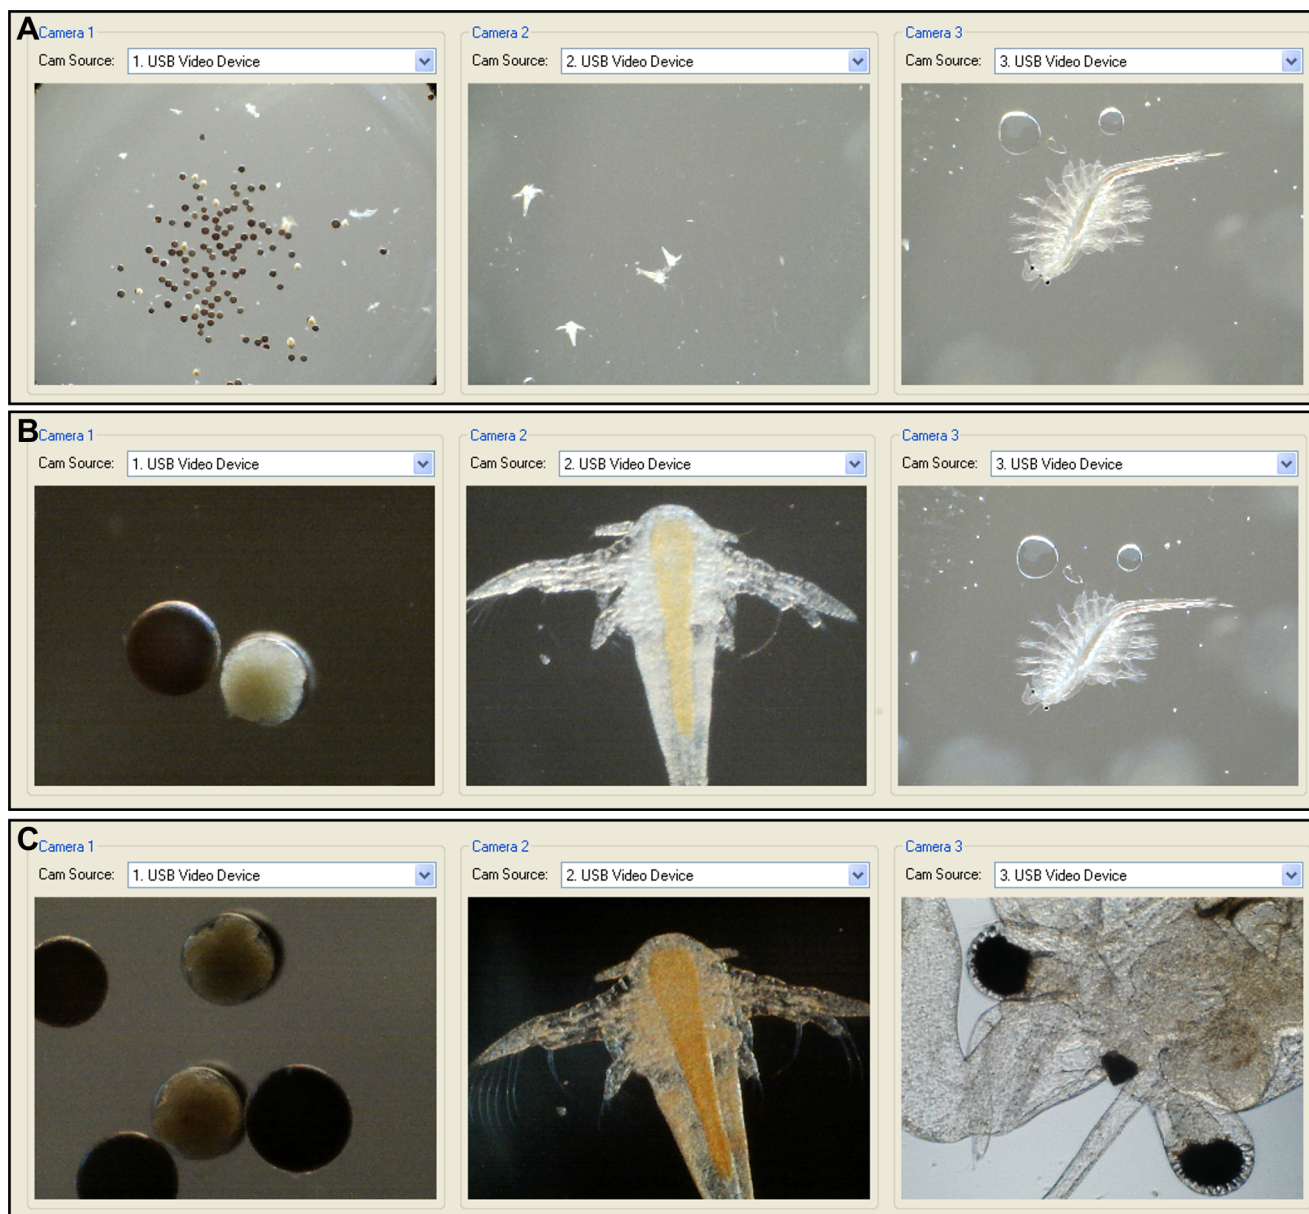 A
Camera 1
Camera 2
Camera 3
Cam Source: 1. USB Video Device
Cam Source: 2. USB Video Device
Cam Source: 3. USB Video Device
B
Camera 1
Camera 2
Camera 3
Cam Source: 1. USB Video Device
Cam Source: 2. USB Video Device
Cam Source: 3. USB Video Device
C
Camera 1
Camera 2
Camera 3
Cam Source: 1. USB Video Device
Cam Source: 2. USB Video Device
Cam Source: 3. USB Video Device